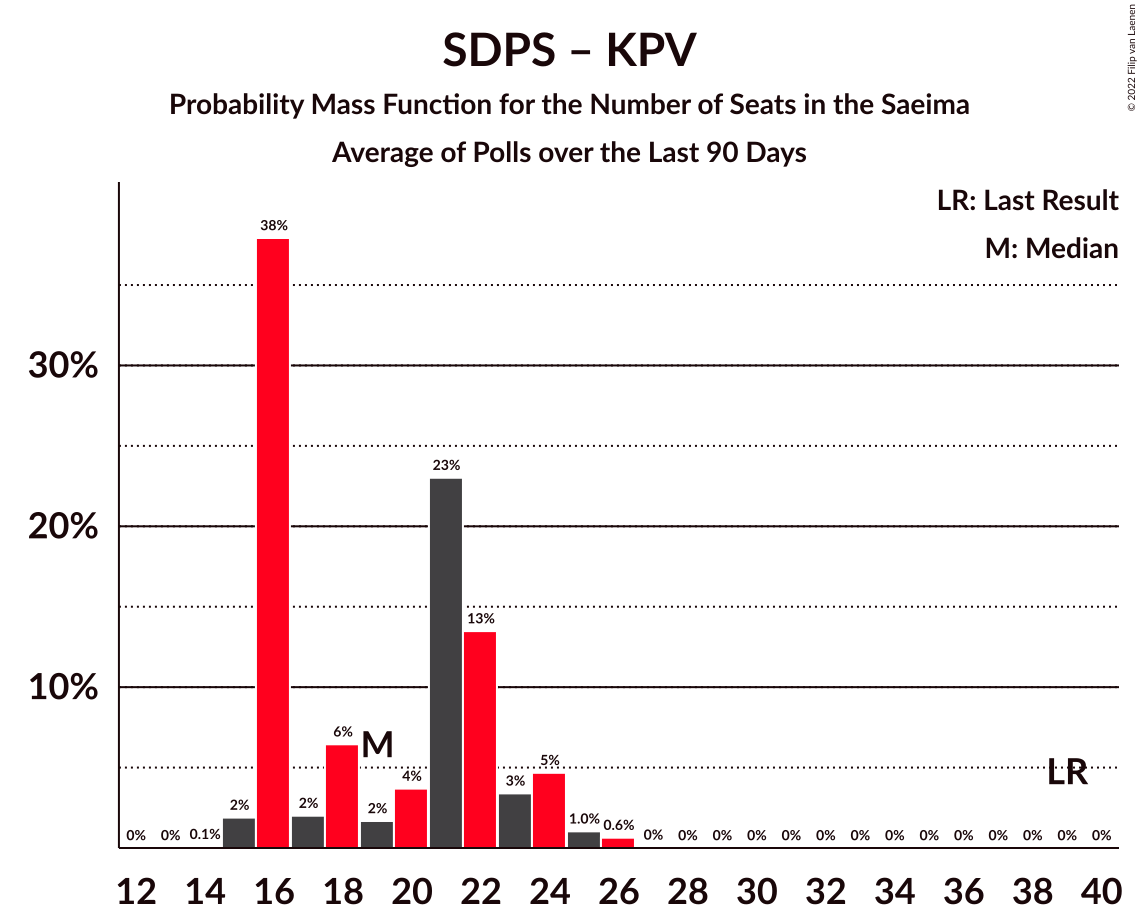 SDPS – KPV
Probability Mass Function for the Number of Seats in the Saeima
Average of Polls over the Last 90 Days
© 2022 Filip van Laenen
LR: Last Result
M: Median
30%
20%
10%
0% 0% 0.1% 2% 38% 2% 6% 2% 4% 23% 13% 3% 5% 1.0% 0.6% 0% 0% 0% 0% 0% 0% 0% 0% 0% 0% 0% 0% 0% 0%
M
LR
12 14 16 18 20 22 24 26 28 30 32 34 36 38 40